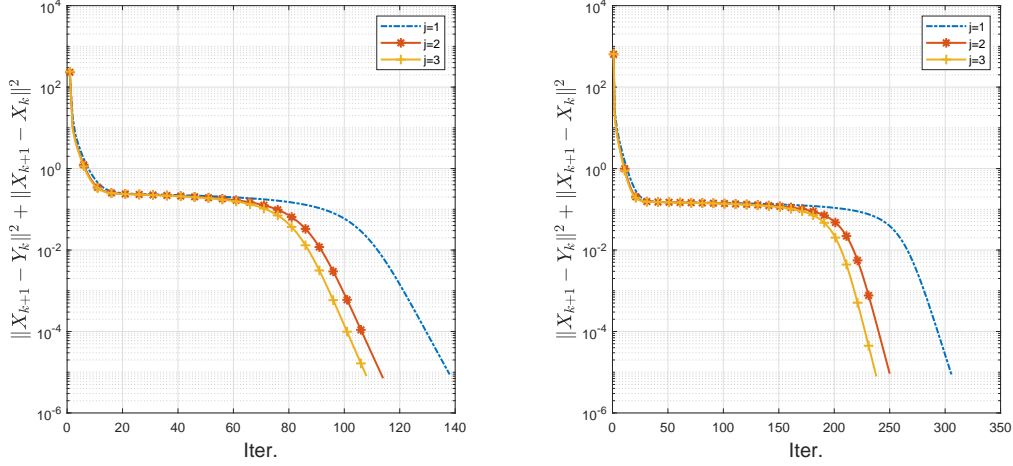 10^4
10^2
10^0
10^{-2}
10^{-4}
10^{-6}
||X_{k+1} − Y_k||^2 + ||X_{k+1} − X_k||^2
0 20 40 60 80 100 120 140
Iter.
j=1
j=2
j=3
10^4
10^2
10^0
10^{-2}
10^{-4}
10^{-6}
||X_{k+1} − Y_k||^2 + ||X_{k+1} − X_k||^2
0 50 100 150 200 250 300 350
Iter.
j=1
j=2
j=3